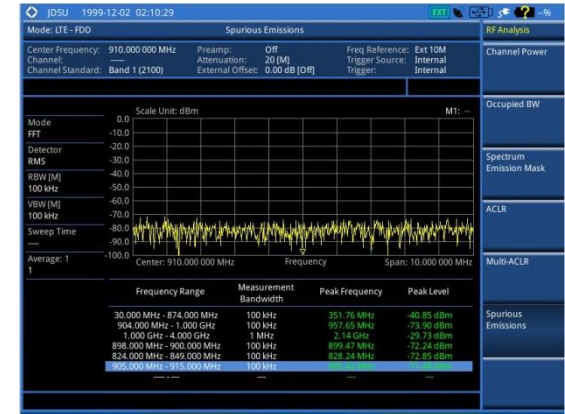 JDSU 1999-12-02 02:10:29 EXT --%
Mode: LTE - FDD Spurious Emissions RF Analysis
Center Frequency: 910.000 000 MHz Preamp: Off Freq Reference: Ext 10M
Channel: ----- Attenuation: 20 [M] Trigger Source: Internal
Channel Standard: Band 1 (2100) External Offset: 0.00 dB [Off] Trigger: Internal
Channel Power
Occupied BW
Spectrum
Emission Mask
ACLR
Multi-ACLR
Spurious
Emissions
Scale Unit: dBm M1: --
Mode
FFT
Detector
RMS
RBW [M]
100 kHz
VBW [M]
100 kHz
Sweep Time
----
Average: 1
1
0.0
-10.0
-20.0
-30.0
-40.0
-50.0
-60.0
-70.0
-80.0
-90.0
-100.0
Center: 910.000 000 MHz Frequency Span: 10.000 000 MHz
Frequency Range Measurement Bandwidth Peak Frequency Peak Level
30.000 MHz - 874.000 MHz 100 kHz 351.76 MHz -40.85 dBm
904.000 MHz - 1.000 GHz 100 kHz 957.65 MHz -73.90 dBm
1.000 GHz - 4.000 GHz 1 MHz 2.14 GHz -29.73 dBm
898.000 MHz - 900.000 MHz 100 kHz 899.47 MHz -72.24 dBm
824.000 MHz - 849.000 MHz 100 kHz 828.24 MHz -72.85 dBm
905.000 MHz - 915.000 MHz 100 kHz
---- - --- --- --- ---